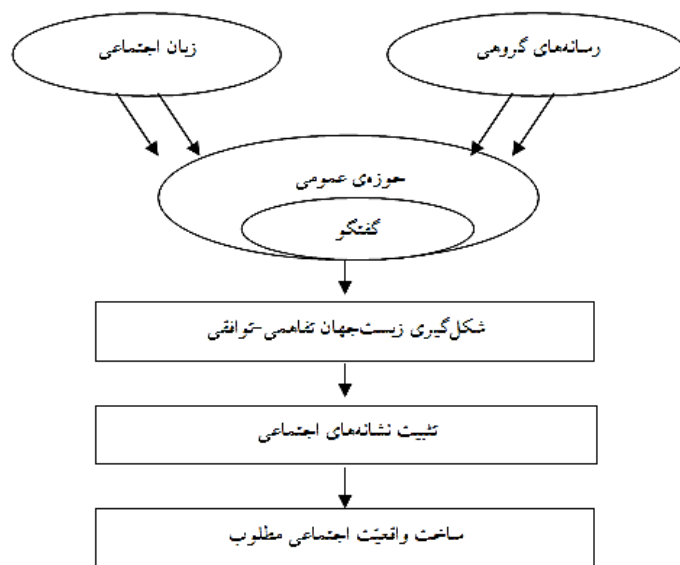 رسانه‌های گروهی
زبان اجتماعی
حوزه‌ی عمومی
گفتگو
شکل‌گیری زیست‌جهان تفاهمی-توافقی
تثبیت نشانه‌های اجتماعی
ساخت واقعیّت اجتماعی مطلوب